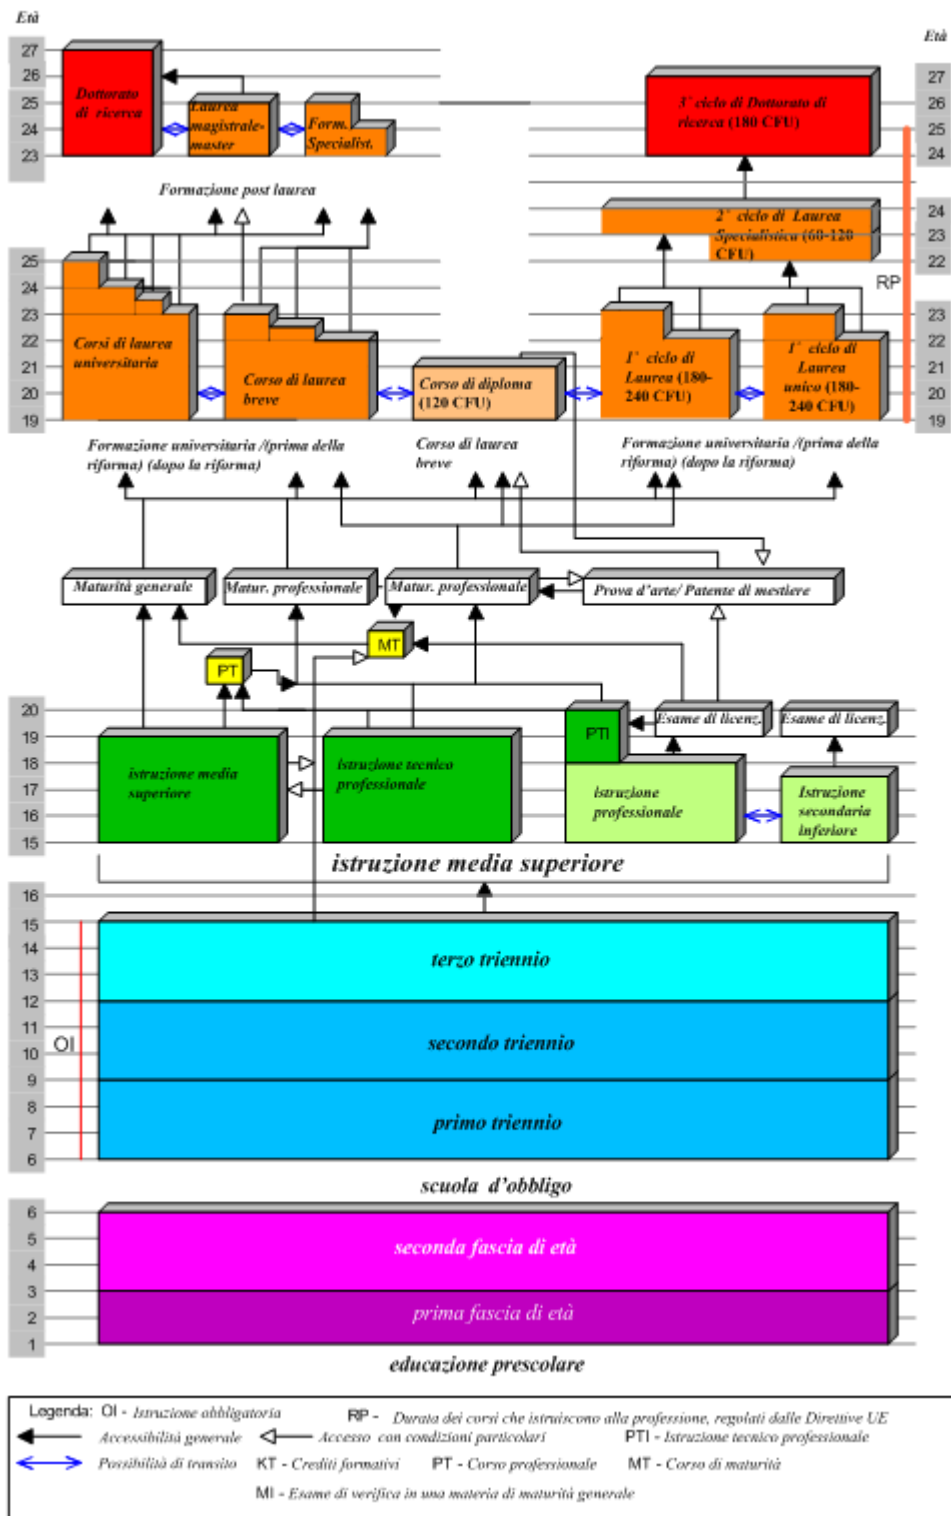 Età
Età
27
26
25
24
23
27
26
25
24
Dottorato
di ricerca
Laurea
magistrale-
master
Form.
Specialist.
3˚ ciclo di Dottorato di
ricerca (180 CFU)
Formazione post laurea
24
23
22
2˚ ciclo di Laurea
Specialistica (60-120
CFU)
RP
25
24
23
22
21
20
19
23
22
21
20
19
Corsi di laurea
universitaria
Corso di laurea
breve
Corso di diploma
(120 CFU)
1˚ ciclo di
Laurea (180-
240 CFU)
1˚ ciclo di
Laurea
unico (180-
240 CFU)
Formazione universitaria /(prima della
riforma) (dopo la riforma)
Corso di laurea
breve
Formazione universitaria /(prima della
riforma) (dopo la riforma)
Maturità generale
Matur. professionale
Matur. professionale
Prova d'arte/ Patente di mestiere
MT
PT
20
19
18
17
16
15
PTI
Esame di licenz.
Esame di licenz.
istruzione media
superiore
istruzione tecnico
professionale
istruzione
professionale
Istruzione
secondaria
inferiore
istruzione media superiore
16
15
14
13
12
11
10
9
8
7
6
OI
terzo triennio
secondo triennio
primo triennio
scuola d'obbligo
6
5
4
3
2
1
seconda fascia di età
prima fascia di età
educazione prescolare
Legenda: OI - Istruzione obbligatoria RP - Durata dei corsi che istruiscono alla professione, regolati dalle Direttive UE
Accessibilità generale Accesso con condizioni particolari PTI - Istruzione tecnico professionale
Possibilità di transito KT - Crediti formativi PT - Corso professionale MT - Corso di maturità
MI - Esame di verifica in una materia di maturità generale